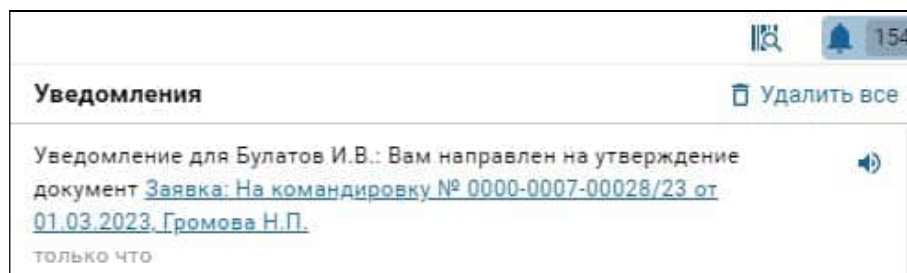 154
Уведомления
Удалить все
Уведомление для Булатов И.В.: Вам направлен на утверждение
документ Заявка: На командировку № 0000-0007-00028/23 от
01.03.2023, Громова Н.П.
только что